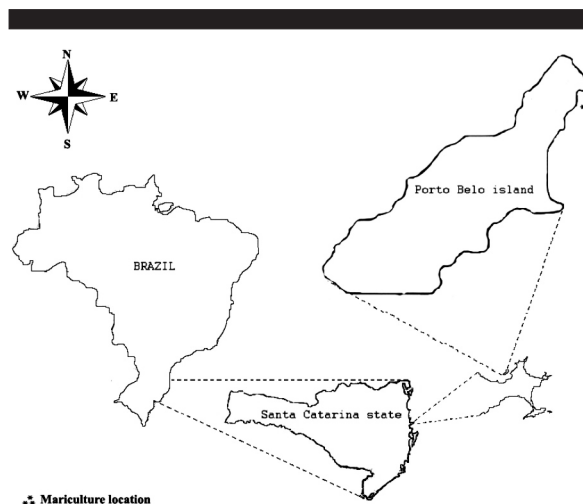 N
W E
S
Porto Belo island
BRAZIL
Santa Catarina state
Mariculture location